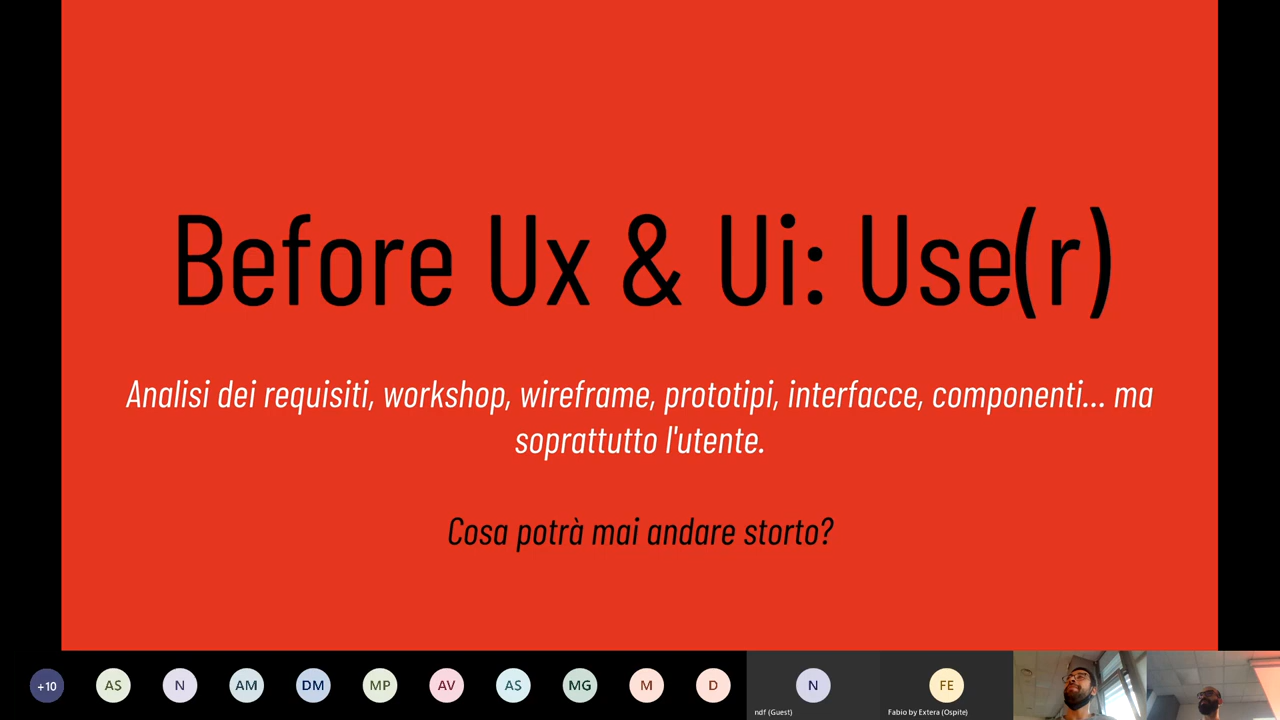 Before Ux & Ui: Use(r)
Analisi dei requisiti, workshop, wireframe, prototipi, interfacce, componenti... ma
soprattutto l'utente.
Cosa potrà mai andare storto?
+10
AS
N
AM
DM
MP
AV
AS
MG
M
D
N
FE
ndf (Guest)
Fabio by Extera (Ospite)